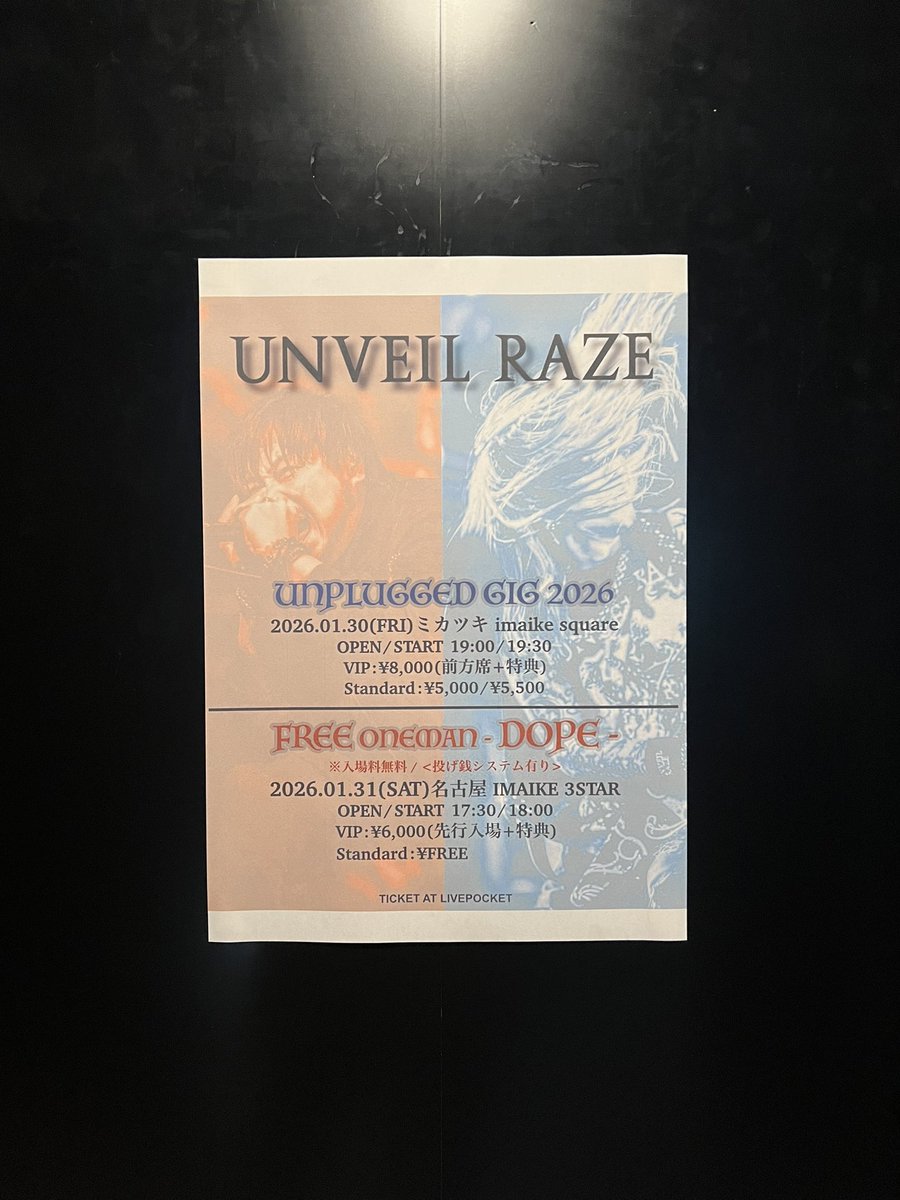 UNVEIL RAZE
UNPLUGGED GIG 2026
2026.01.30(FRI)ミカツキ imaike square
OPEN/START 19:00/19:30
VIP:¥8,000(前方席+特典)
Standard:¥5,000/¥5,500
FREE ONEMAN - DOPE -
※入場料無料 / <投げ銭システム有り>
2026.01.31(SAT)名古屋 IMAIKE 3STAR
OPEN/START 17:30/18:00
VIP:¥6,000(先行入場+特典)
Standard:¥FREE
TICKET AT LIVEPOCKET